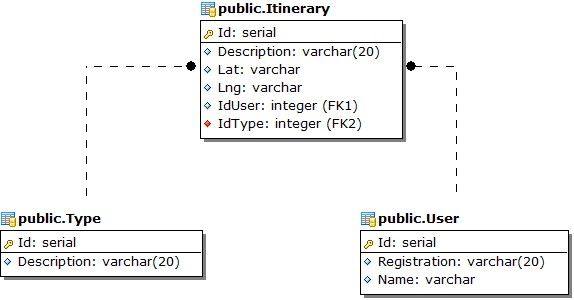 public.Itinerary
Id: serial
Description: varchar(20)
Lat: varchar
Lng: varchar
IdUser: integer (FK1)
IdType: integer (FK2)
public.Type
Id: serial
Description: varchar(20)
public.User
Id: serial
Registration: varchar(20)
Name: varchar